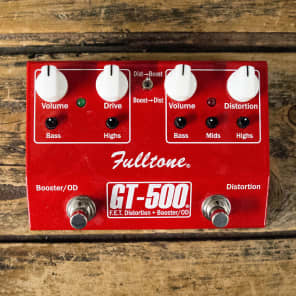 Dist→Boost
Boost→Dist
Volume Drive Volume Distortion
Bass Highs Bass Mids Highs
Fulltone®
Booster/OD Distortion
GT-500®
F.E.T. Distortion + Booster/OD